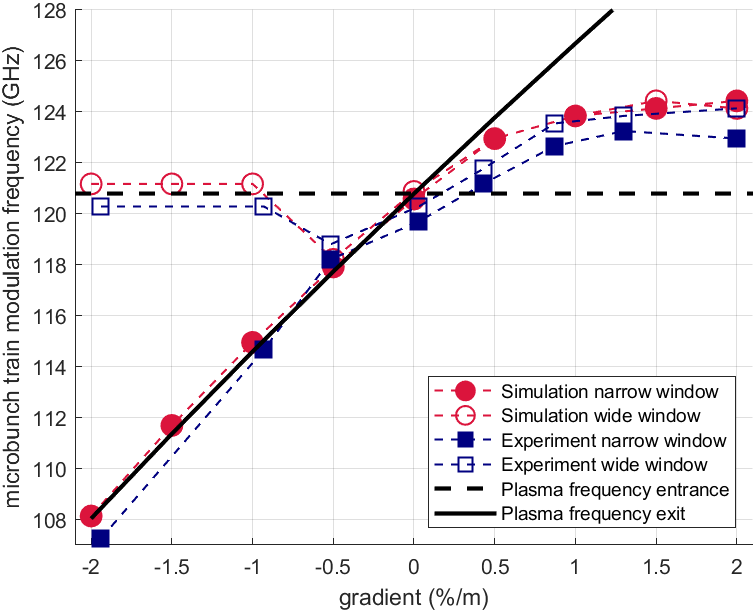 microbunch train modulation frequency (GHz)
128
126
124
122
120
118
116
114
112
110
108
Simulation narrow window
Simulation wide window
Experiment narrow window
Experiment wide window
Plasma frequency entrance
Plasma frequency exit
-2 -1.5 -1 -0.5 0 0.5 1 1.5 2
gradient (%/m)